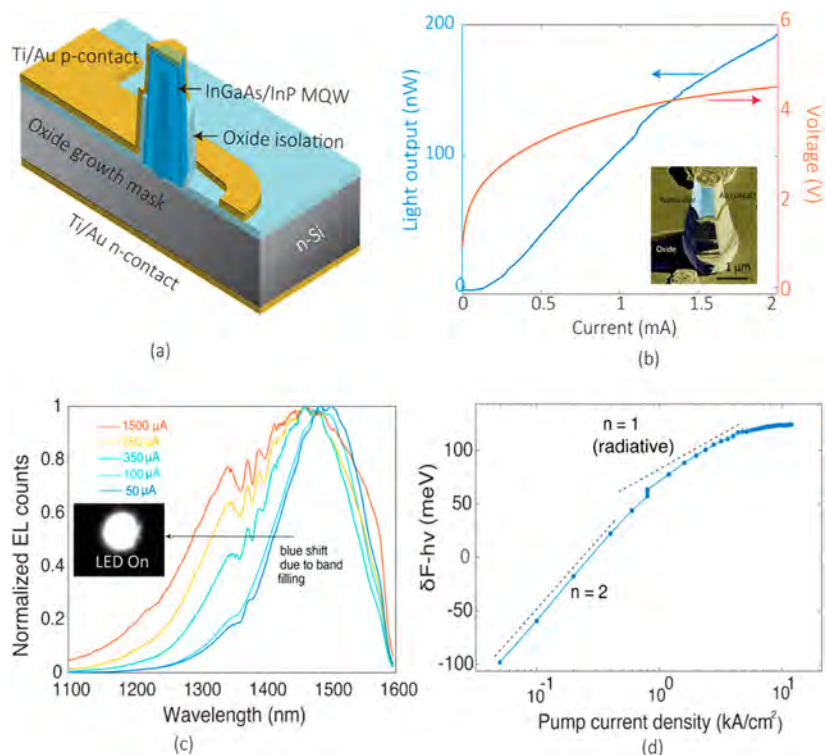 Ti/Au p-contact
InGaAs/InP MQW
Oxide isolation
Oxide growth mask
n-Si
Ti/Au n-contact
(a)
200
100
0
Light output (nW)
6
4
2
0
Voltage (V)
0
0.5
1
1.5
2
Current (mA)
Oxide
1 μm
(b)
1
0.8
0.6
0.4
0.2
0
Normalized EL counts
1500 μA
350 μA
100 μA
50 μA
LED On
blue shift
due to band
filling
1100
1200
1300
1400
1500
1600
Wavelength (nm)
(c)
100
50
0
-50
-100
δF-hν (meV)
n = 1
(radiative)
n = 2
10⁻¹
10⁰
10¹
Pump current density (kA/cm²)
(d)